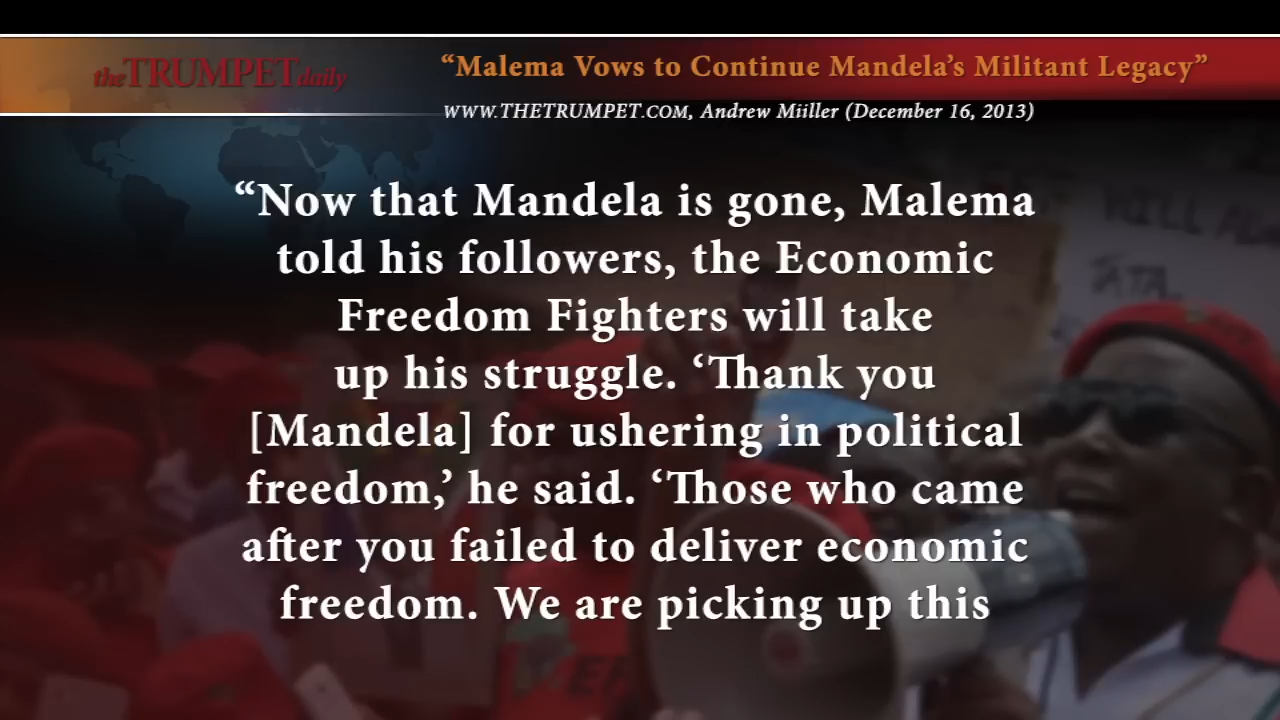 theTRUMPETdaily
“Malema Vows to Continue Mandela’s Militant Legacy”
WWW.THETRUMPET.COM, Andrew Miiller (December 16, 2013)
“Now that Mandela is gone, Malema
told his followers, the Economic
Freedom Fighters will take
up his struggle. ‘Thank you
[Mandela] for ushering in political
freedom,’ he said. ‘Those who came
after you failed to deliver economic
freedom. We are picking up this
TATA
EFF